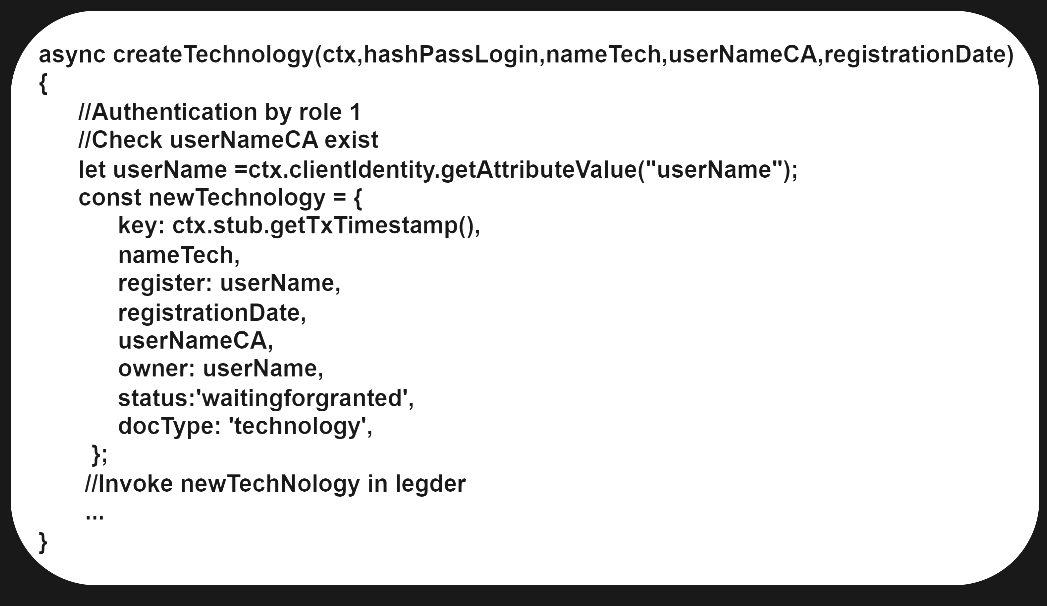 async createTechnology(ctx,hashPassLogin,nameTech,userNameCA,registrationDate)
{
//Authentication by role 1
//Check userNameCA exist
let userName =ctx.clientIdentity.getAttributeValue("userName");
const newTechnology = {
key: ctx.stub.getTxTimestamp(),
nameTech,
register: userName,
registrationDate,
userNameCA,
owner: userName,
status:'waitingforgranted',
docType: 'technology',
};
//Invoke newTechNology in legder
...
}